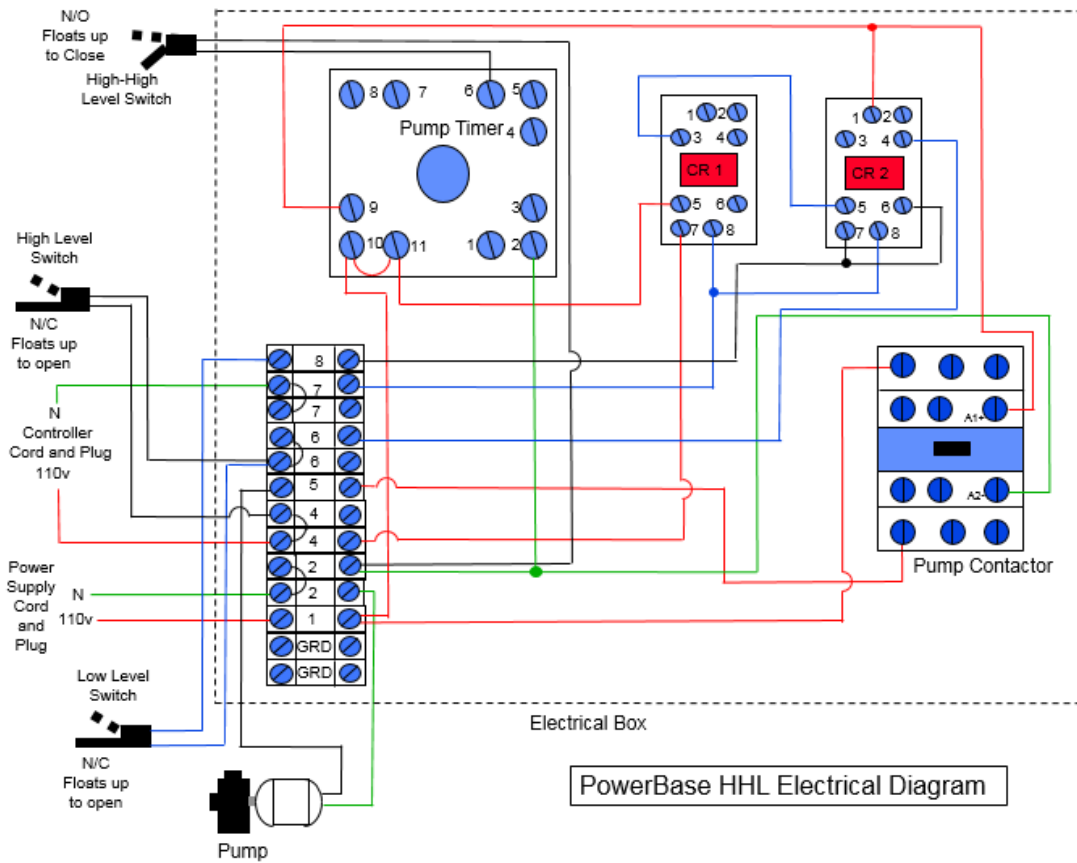 N/O
Floats up
to Close
High-High
Level Switch
8
7
6
5
Pump Timer
4
9
3
10
11
1
2
1
2
3
4
CR 1
5
6
7
8
1
2
3
4
CR 2
5
6
7
8
High Level
Switch
N/C
Floats up
to open
N
Controller
Cord and Plug
110v
Power
Supply
Cord
and
Plug
N
110v
8
7
7
6
6
5
4
4
2
2
1
GRD
GRD
A1+
A2-
Pump Contactor
Low Level
Switch
N/C
Floats up
to open
Electrical Box
PowerBase HHL Electrical Diagram
Pump